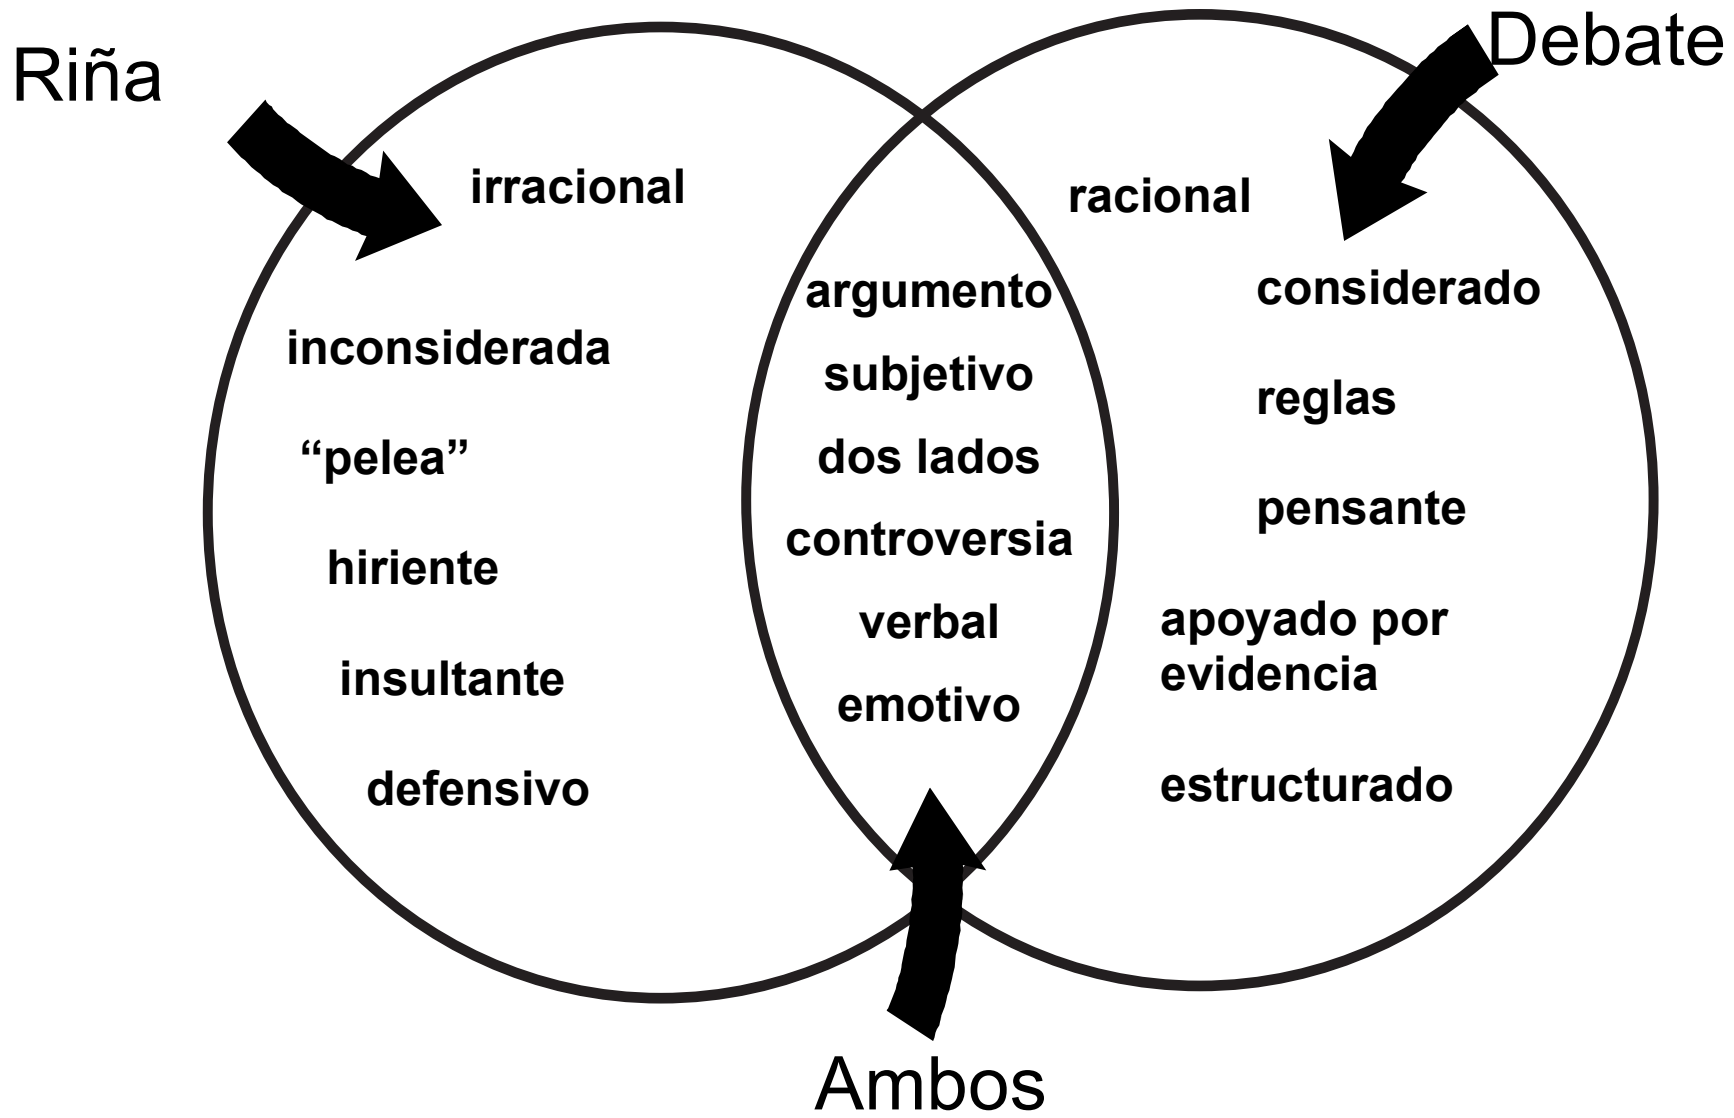 Riña
Debate
irracional
inconsiderada
“pelea”
hiriente
insultante
defensivo
argumento
subjetivo
dos lados
controversia
verbal
emotivo
racional
considerado
reglas
pensante
apoyado por
evidencia
estructurado
Ambos